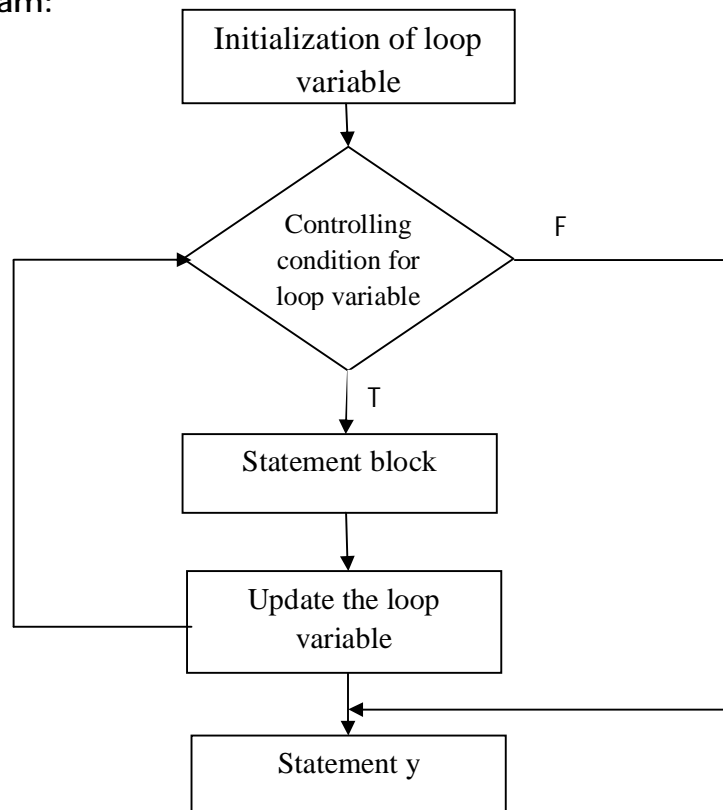 am:
Initialization of loop
variable
Controlling
condition for
loop variable
F
T
Statement block
Update the loop
variable
Statement y